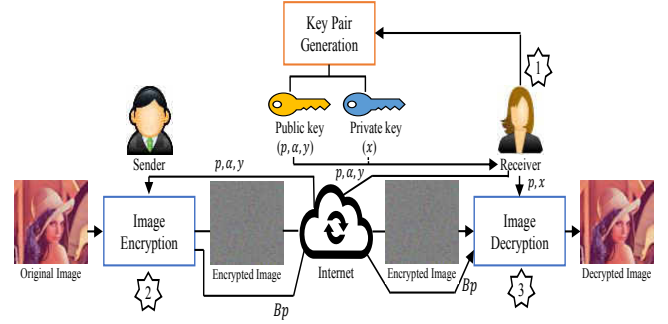 Key Pair
Generation
1
Public key
(p, α, y)
Private key
(x)
Sender
Receiver
p, α, y
p, α, y
p, x
Image
Encryption
Image
Decryption
Original Image
Encrypted Image
Internet
Encrypted Image
Decrypted Image
2
Bp
Bp
3